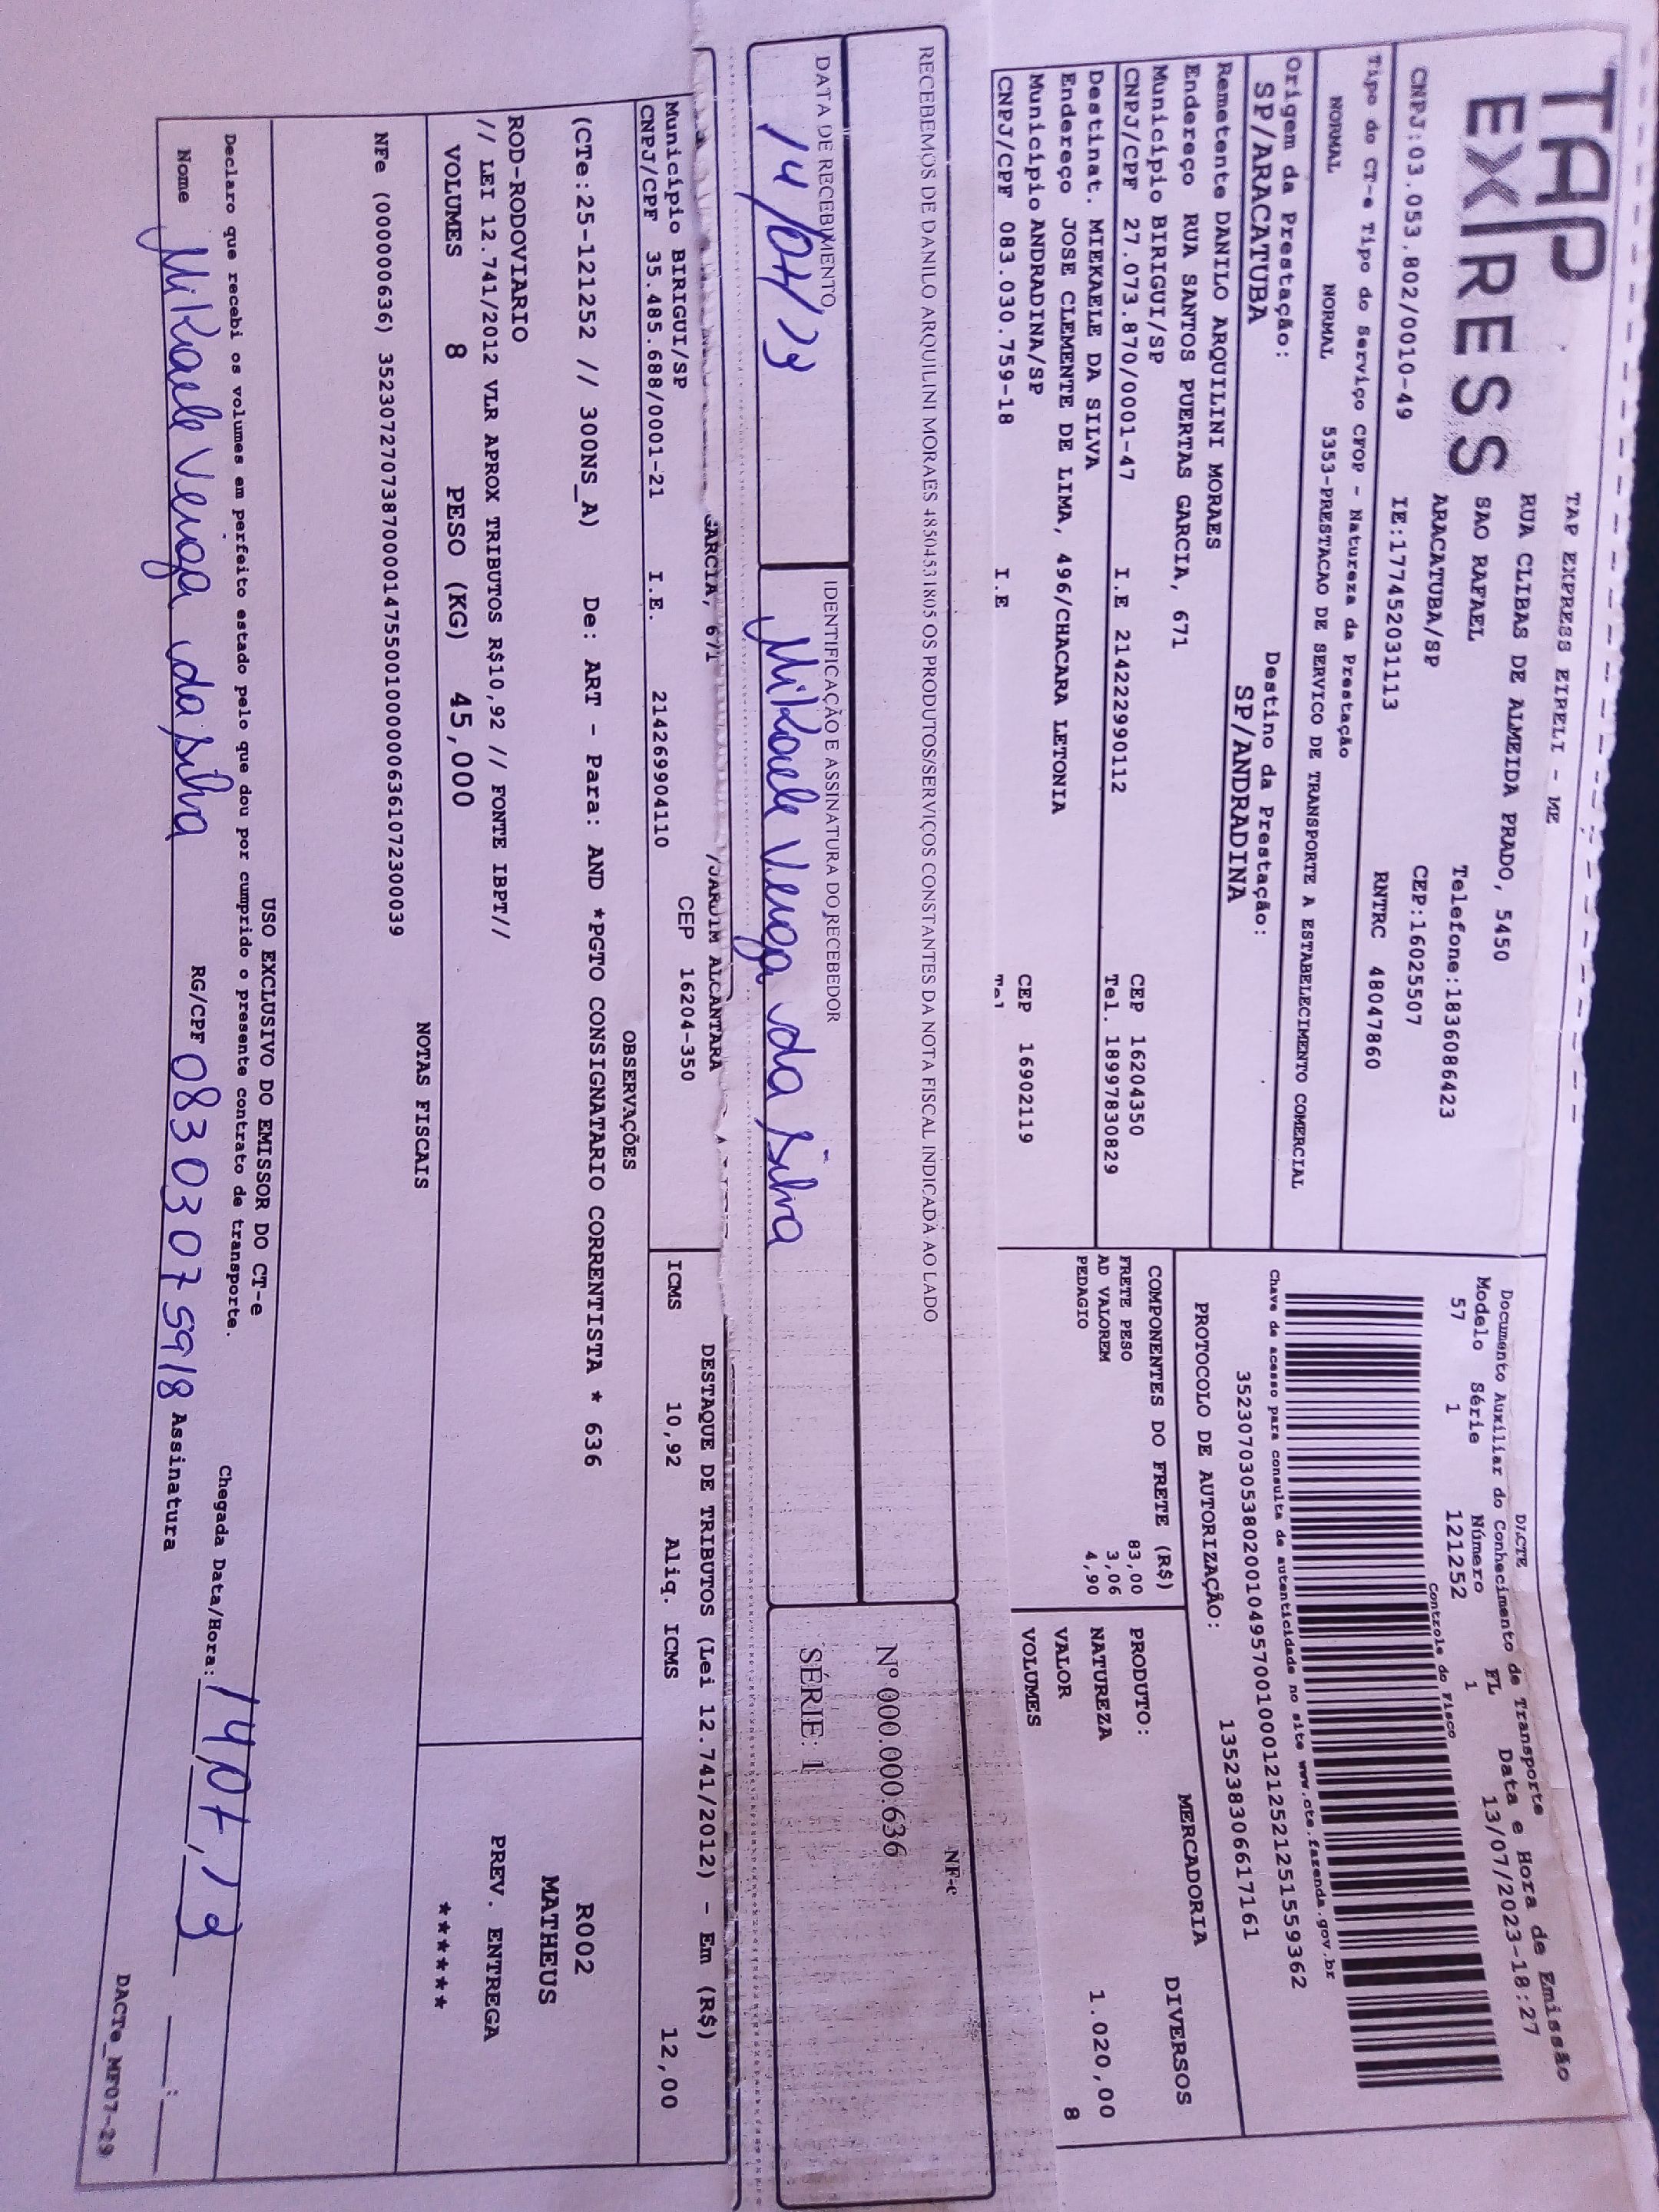 TAP
EXPRESS
TAP EXPRESS EIRELI - ME
RUA CLIBAS DE ALMEIDA PRADO, 5450
SAO RAFAEL Telefone:1836086423
ARACATUBA/SP CEP:16025507
CNPJ:03.053.802/0010-49 IE:177452031113 RNTRC 48047860
DACTE
Documento Auxiliar do Conhecimento de Transporte
Modelo Série Número FL Data e Hora de Emissão
57 1 121252 1 13/07/2023-18:27
Controle do Fisco
Tipo do CT-e Tipo do Serviço CFOP - Natureza da Prestação
NORMAL NORMAL 5353-PRESTACAO DE SERVICO DE TRANSPORTE A ESTABELECIMENTO COMERCIAL
Chave de acesso para consulta de autenticidade no site www.cte.fazenda.gov.br
35230703053802001049570010001212521251559362
Origem da Prestação: Destino da Prestação:
SP/ARACATUBA SP/ANDRADINA
PROTOCOLO DE AUTORIZAÇÃO: 135238306617161
Remetente DANILO ARQUILINI MORAES
Endereço RUA SANTOS PUERTAS GARCIA, 671
Município BIRIGUI/SP CEP 16204350
CNPJ/CPF 27.073.870/0001-47 I.E 214222990112 Tel. 18997830829
Destinat. MIEKAELE DA SILVA
Endereço JOSE CLEMENTE DE LIMA, 496/CHACARA LETONIA
Município ANDRADINA/SP CEP 16902119
CNPJ/CPF 083.030.759-18 I.E Tel
COMPONENTES DO FRETE (R$)
FRETE PESO 83,00
AD VALOREM 3,06
PEDAGIO 4,90
MERCADORIA
PRODUTO: DIVERSOS
NATUREZA
VALOR 1.020,00
VOLUMES 8
RECEBEMOS DE DANILO ARQUILINI MORAES 48504531805 OS PRODUTOS/SERVIÇOS CONSTANTES DA NOTA FISCAL INDICADA AO LADO
NF-e
Nº 000.000.636
SÉRIE: 1
DATA DE RECEBIMENTO IDENTIFICAÇÃO E ASSINATURA DO RECEBEDOR
14/07/23 Mikaele Veruga da Silva
GARCIA, 671 /JARDIM ALCANTARA
Município BIRIGUI/SP CEP 16204-350
CNPJ/CPF 35.485.688/0001-21 I.E. 214269904110
DESTAQUE DE TRIBUTOS (Lei 12.741/2012) - Em (R$)
ICMS 10,92 Aliq. ICMS 12,00
OBSERVAÇÕES
(CTe:25-121252 // 300NS_A) De: ART - Para: AND *PGTO CONSIGNATARIO CORRENTISTA * 636
ROD-RODOVIARIO
// LEI 12.741/2012 VLR APROX TRIBUTOS R$10,92 // FONTE IBPT//
VOLUMES 8 PESO (KG) 45,000
R002
MATHEUS
PREV. ENTREGA
******
NOTAS FISCAIS
NFe (00000636) 35230727073870000147550010000006361072300039
USO EXCLUSIVO DO EMISSOR DO CT-e
Declaro que recebi os volumes em perfeito estado pelo que dou por cumprido o presente contrato de transporte.
Chegada Data/Hora: 14,07,
Nome Mikaele Veruga da Silva RG/CPF 08303075918 Assinatura
DACTe_MF07-29